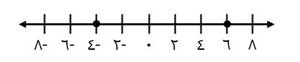 ٨- ٦- ٤- ٢- ٠ ٢ ٤ ٦ ٨